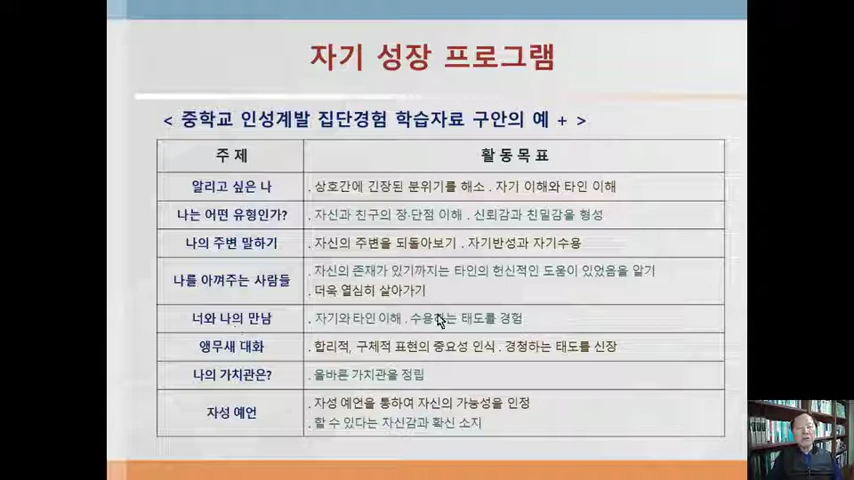 자기 성장 프로그램
< 중학교 인성계발 집단경험 학습자료 구안의 예 + >
주 제 활 동 목 표
알리고 싶은 나 . 상호간에 긴장된 분위기를 해소 . 자기 이해와 타인 이해
나는 어떤 유형인가? . 자신과 친구의 장·단점 이해 . 신뢰감과 친밀감을 형성
나의 주변 말하기 . 자신의 주변을 되돌아보기 . 자기반성과 자기수용
나를 아껴주는 사람들 . 자신의 존재가 있기까지는 타인의 헌신적인 도움이 있었음을 알기
. 더욱 열심히 살아가기
너와 나의 만남 . 자기와 타인 이해 . 수용하는 태도를 경험
앵무새 대화 . 합리적, 구체적 표현의 중요성 인식 . 경청하는 태도를 신장
나의 가치관은? . 올바른 가치관을 정립
자성 예언 . 자성 예언을 통하여 자신의 가능성을 인정
. 할 수 있다는 자신감과 확신 소지